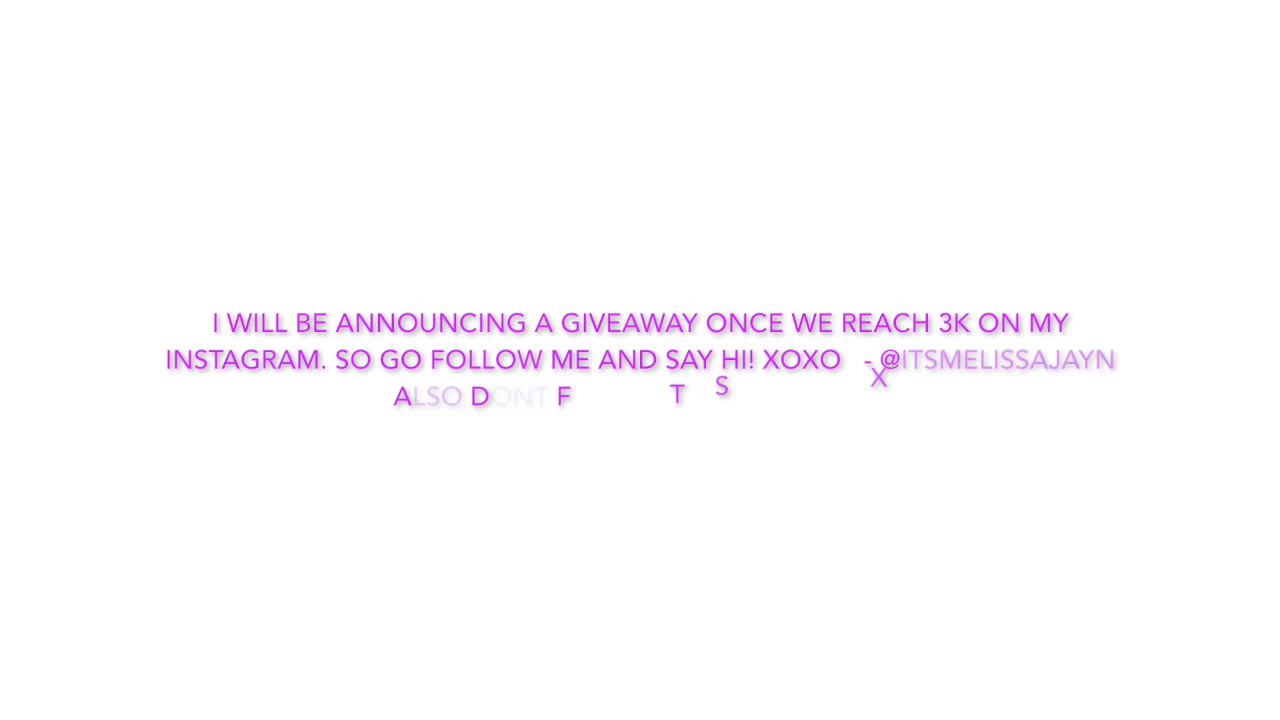 I WILL BE ANNOUNCING A GIVEAWAY ONCE WE REACH 3K ON MY
INSTAGRAM. SO GO FOLLOW ME AND SAY HI! XOXO - @ITSMELISSAJAYN
ALSO DONT F T S X